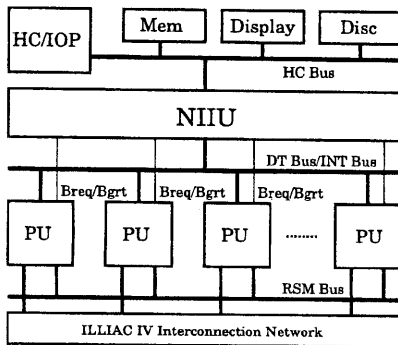 HC/IOP
Mem
Display
Disc
HC Bus
NIIU
DT Bus/INT Bus
Breq/Bgrt
Breq/Bgrt
Breq/Bgrt
PU
PU
PU
........
PU
RSM Bus
ILLIAC IV Interconnection Network